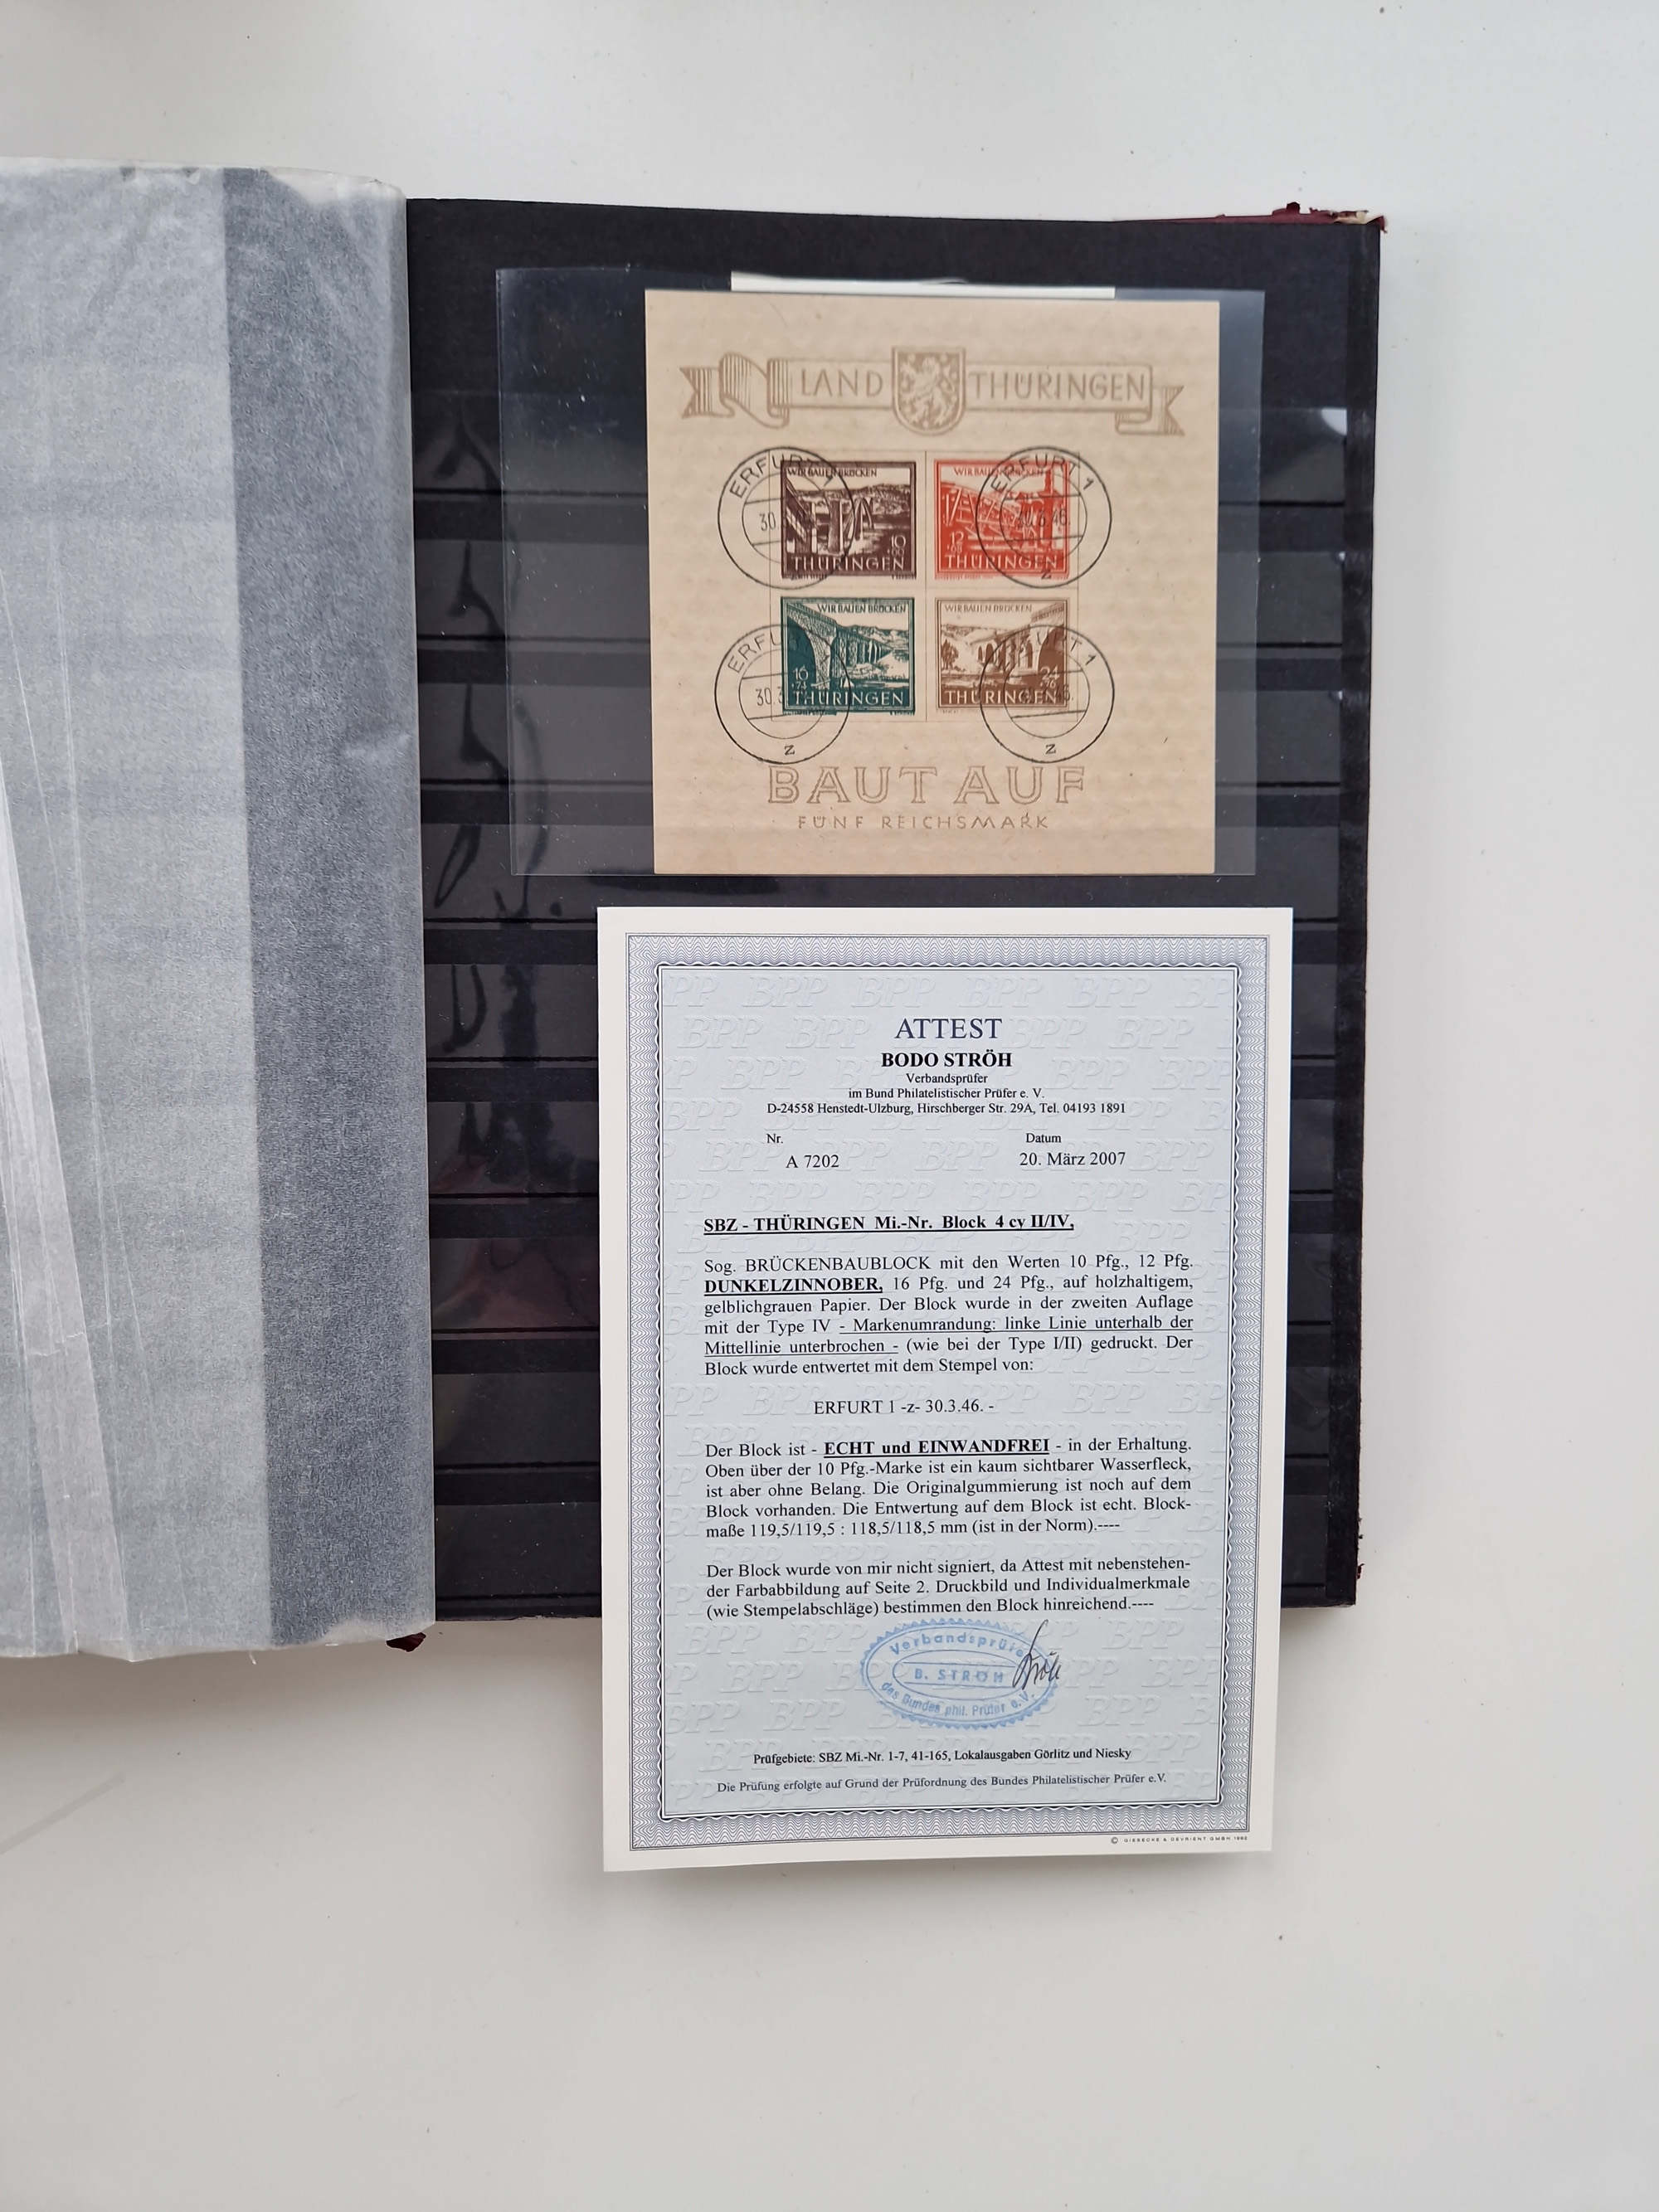 LAND THÜRINGEN
ERFURT 1
WIR BAUEN BRÜCKEN
30.
10
THÜRINGEN
WIR BAUEN BRÜCKEN
ERFURT 1
12
THÜRINGEN
z
ERFU
WIR BAUEN BRÜCKEN
30.3
16
THÜRINGEN
z
WIR BAUEN BRÜCKEN
24
THÜRINGEN
z
BAUT AUF
FÜNF REICHSMARK
ATTEST
BODO STRÖH
Verbandsprüfer
im Bund Philatelistischer Prüfer e. V.
D-24558 Henstedt-Ulzburg, Hirschberger Str. 29A, Tel. 04193 1891
Nr. Datum
A 7202 20. März 2007
SBZ - THÜRINGEN Mi.-Nr. Block 4 cy II/IV,
Sog. BRÜCKENBAUBLOCK mit den Werten 10 Pfg., 12 Pfg.
DUNKELZINNOBER, 16 Pfg. und 24 Pfg., auf holzhaltigem,
gelblichgrauen Papier. Der Block wurde in der zweiten Auflage
mit der Type IV - Markenumrandung: linke Linie unterhalb der
Mittellinie unterbrochen - (wie bei der Type I/II) gedruckt. Der
Block wurde entwertet mit dem Stempel von:
ERFURT 1 -z- 30.3.46. -
Der Block ist - ECHT und EINWANDFREI - in der Erhaltung.
Oben über der 10 Pfg.-Marke ist ein kaum sichtbarer Wasserfleck,
ist aber ohne Belang. Die Originalgummierung ist noch auf dem
Block vorhanden. Die Entwertung auf dem Block ist echt. Block-
maße 119,5/119,5 : 118,5/118,5 mm (ist in der Norm).----
Der Block wurde von mir nicht signiert, da Attest mit nebenstehen-
der Farbabbildung auf Seite 2. Druckbild und Individualmerkmale
(wie Stempelabschläge) bestimmen den Block hinreichend.----
Verbandsprüfer
B. STRÖH
des Bundes phil. Prüfer e.V.
Prüfgebiete: SBZ Mi.-Nr. 1-7, 41-165, Lokalausgaben Görlitz und Niesky
Die Prüfung erfolgte auf Grund der Prüfordnung des Bundes Philatelistischer Prüfer e.V.
© GIESECKE & DEVRIENT GMBH 1992